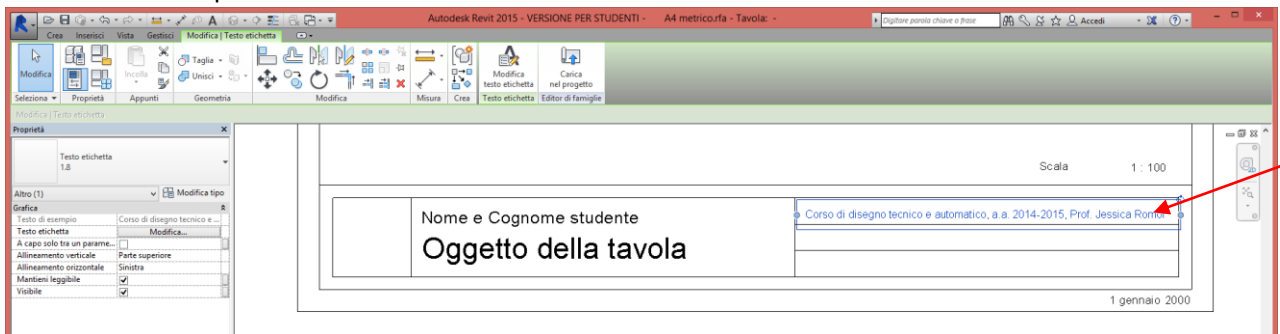 Autodesk Revit 2015 - VERSIONE PER STUDENTI - A4 metrico.rfa - Tavola: -
Digitare parola chiave o frase
Accedi
Crea Inserisci Vista Gestisci Modifica | Testo etichetta
Modifica
Incolla
Taglia
Unisci
Modifica testo etichetta
Carica nel progetto
Seleziona Proprietà Appunti Geometria Modifica Misura Crea Testo etichetta Editor di famiglie
Modifica | Testo etichetta
Proprietà
Testo etichetta
1.8
Altro (1) Modifica tipo
Grafica
Testo di esempio Corso di disegno tecnico e ...
Testo etichetta Modifica...
A capo solo tra un parame...
Allineamento verticale Parte superiore
Allineamento orizzontale Sinistra
Mantieni leggibile
Visibile
Scala 1 : 100
Nome e Cognome studente
Oggetto della tavola
Corso di disegno tecnico e automatico, a.a. 2014-2015, Prof. Jessica Romor
1 gennaio 2000